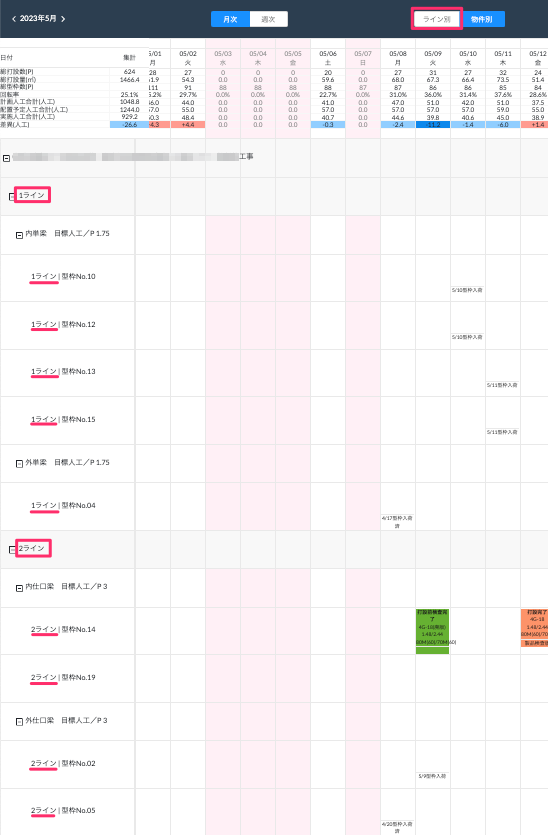 2023年5月 月次 週次 ライン別 物件別
日付 集計 5/01 05/02 05/03 05/04 05/05 05/06 05/07 05/08 05/09 05/10 05/11 05/12
月 火 水 木 金 土 日 月 火 水 木 金
総打設数(P) 624 28 27 0 0 0 20 0 27 31 27 32 24
総打設量(㎥) 1466.4 1.9 54.3 0.0 0.0 0.0 59.6 0.0 68.0 67.3 66.4 73.5 51.4
総型枠数(P) 11 91 88 88 88 88 87 87 86 86 85 84
回転率 25.1% 5.2% 29.7% 0.0% 0.0% 0.0% 22.7% 0.0% 31.0% 36.0% 31.4% 37.6% 28.6%
計画人工合計(人工) 1048.8 6.0 44.0 0.0 0.0 0.0 41.0 0.0 47.0 51.0 42.0 51.0 37.5
配置予定人工合計(人工) 1244.0 7.0 55.0 0.0 0.0 0.0 57.0 0.0 57.0 57.0 57.0 59.0 55.0
実施人工合計(人工) 929.2 0.3 48.4 0.0 0.0 0.0 40.7 0.0 44.6 39.8 40.6 45.0 38.9
差異(人工) -26.6 4.3 +4.4 0.0 0.0 0.0 -0.3 0.0 -2.4 -11.2 -1.4 -6.0 +1.4
工事
1ライン
内単梁 目標人工／P 1.75
1ライン | 型枠No.10
5/10型枠入荷
1ライン | 型枠No.12
5/10型枠入荷
1ライン | 型枠No.13
5/11型枠入荷
1ライン | 型枠No.15
5/11型枠入荷
外単梁 目標人工／P 1.75
1ライン | 型枠No.04
4/17型枠入荷
済
2ライン
内仕口梁 目標人工／P 3
打設前検査完 打設完了
了 4G-18
4G-18(無筋) 1.48/2.44
2ライン | 型枠No.14
1.48/2.44 80M(60)/70
80M(60)/70M(60) 製品検査
2ライン | 型枠No.19
外仕口梁 目標人工／P 3
2ライン | 型枠No.02
5/9型枠入荷
2ライン | 型枠No.05
4/20型枠入荷
済